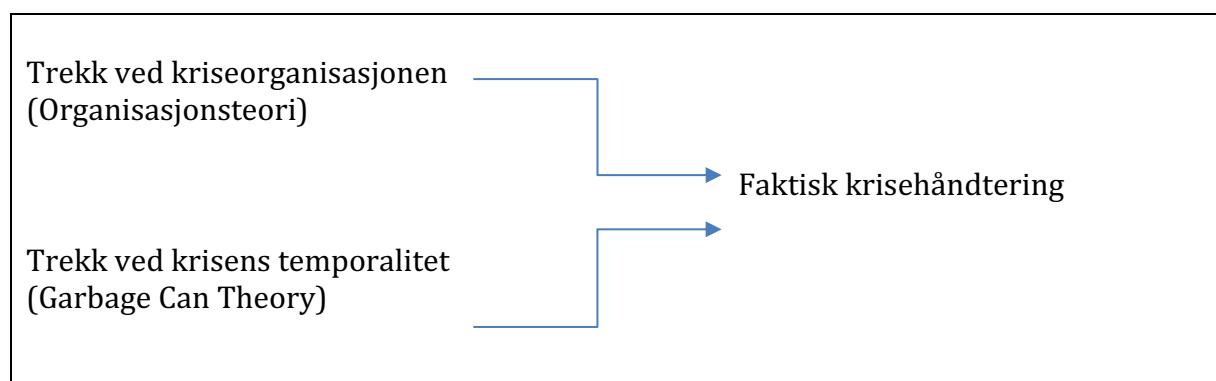 Trekk ved kriseorganisasjonen
(Organisasjonsteori)
Faktisk krisehåndtering
Trekk ved krisens temporalitet
(Garbage Can Theory)